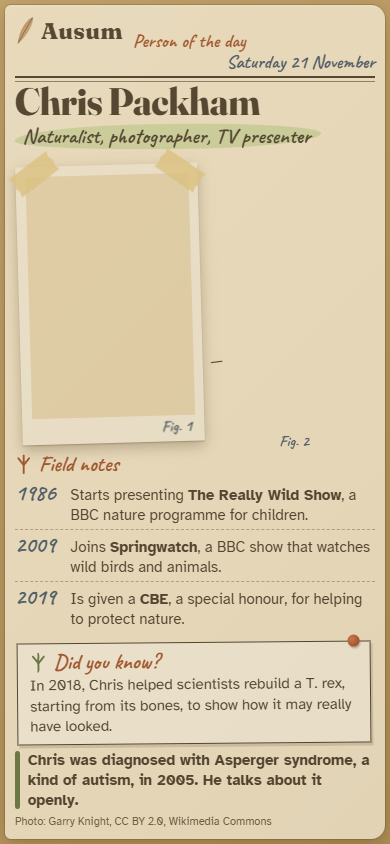 Ausum
Person of the day
Saturday 21 November
Chris Packham
Naturalist, photographer, TV presenter
Fig. 1
Fig. 2
Field notes
1986 Starts presenting The Really Wild Show, a
BBC nature programme for children.
2009 Joins Springwatch, a BBC show that watches
wild birds and animals.
2019 Is given a CBE, a special honour, for helping
to protect nature.
Did you know?
In 2018, Chris helped scientists rebuild a T. rex,
starting from its bones, to show how it may really
have looked.
Chris was diagnosed with Asperger syndrome, a
kind of autism, in 2005. He talks about it
openly.
Photo: Garry Knight, CC BY 2.0, Wikimedia Commons